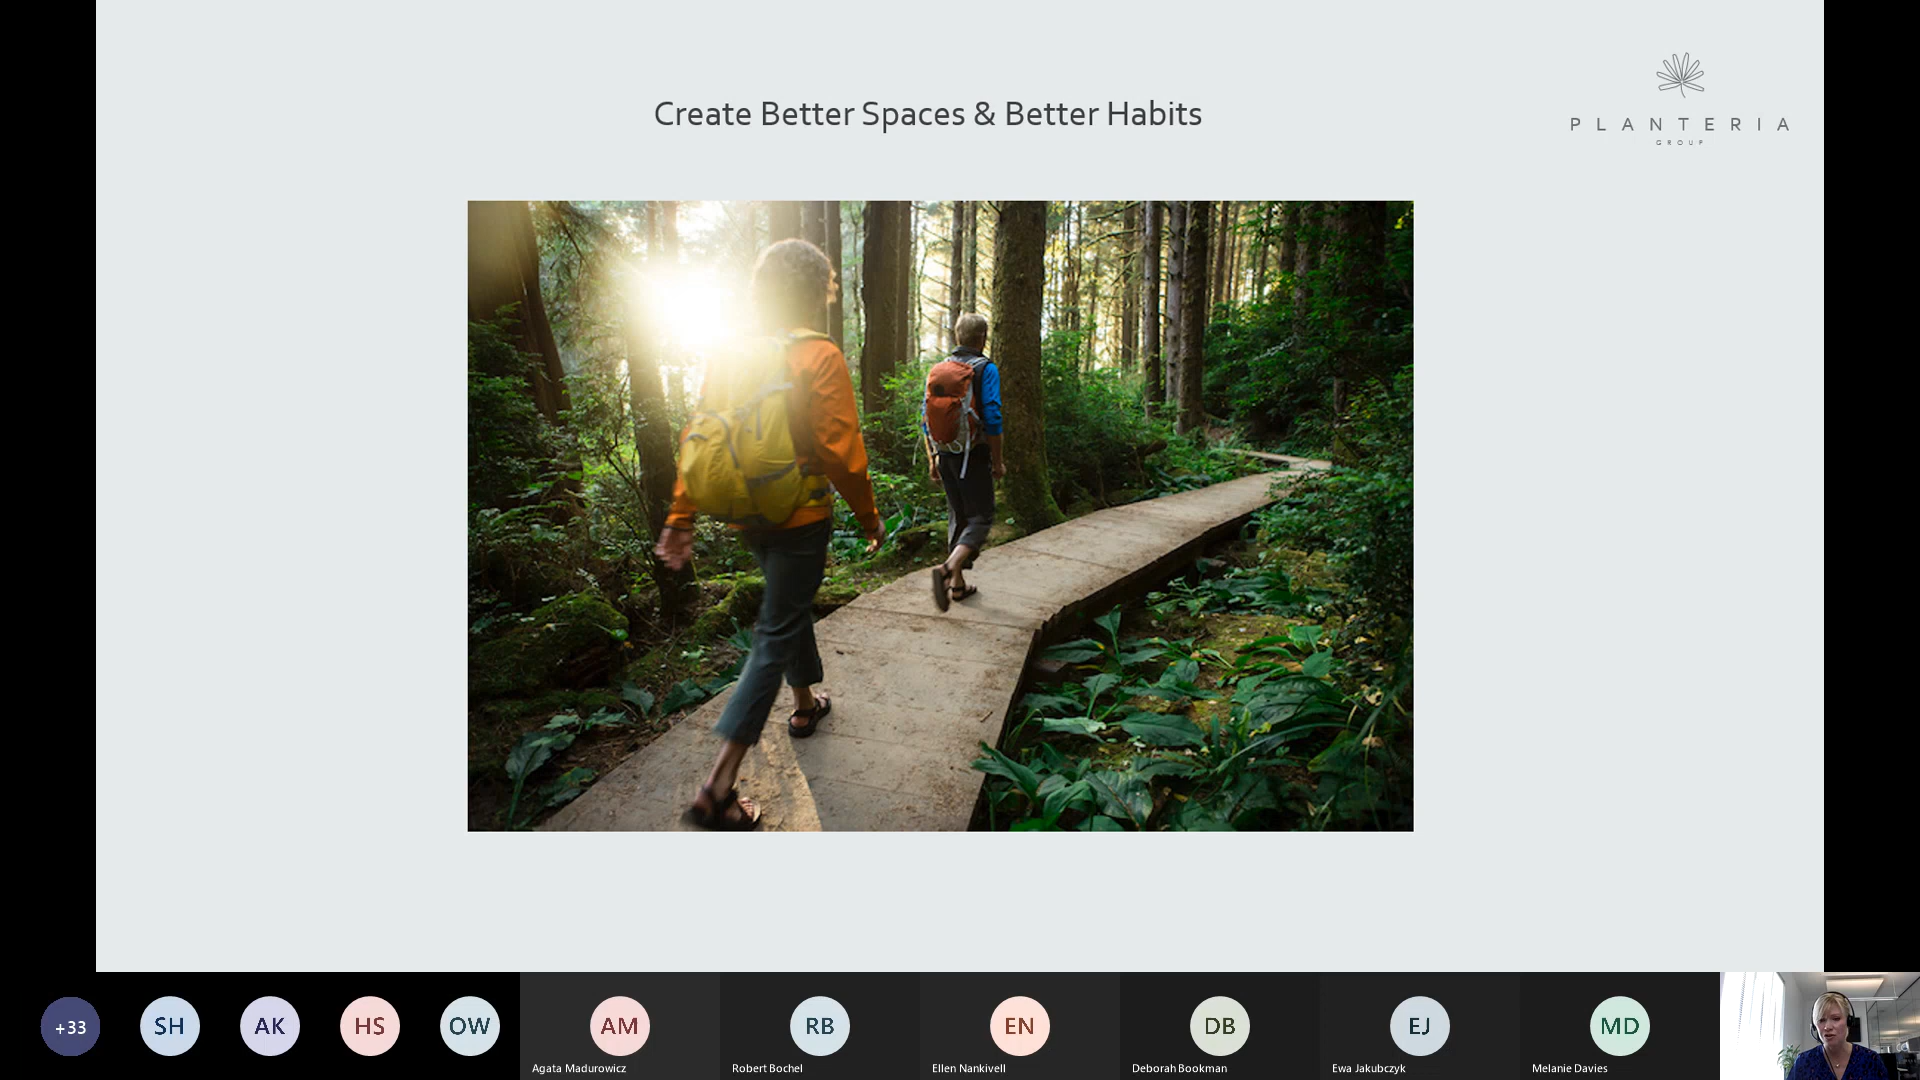 Create Better Spaces & Better Habits
PLANTERIA
GROUP
+33
SH
AK
HS
OW
AM
RB
EN
DB
EJ
MD
Agata Madurowicz
Robert Bochel
Ellen Nankivell
Deborah Bookman
Ewa Jakubczyk
Melanie Davies